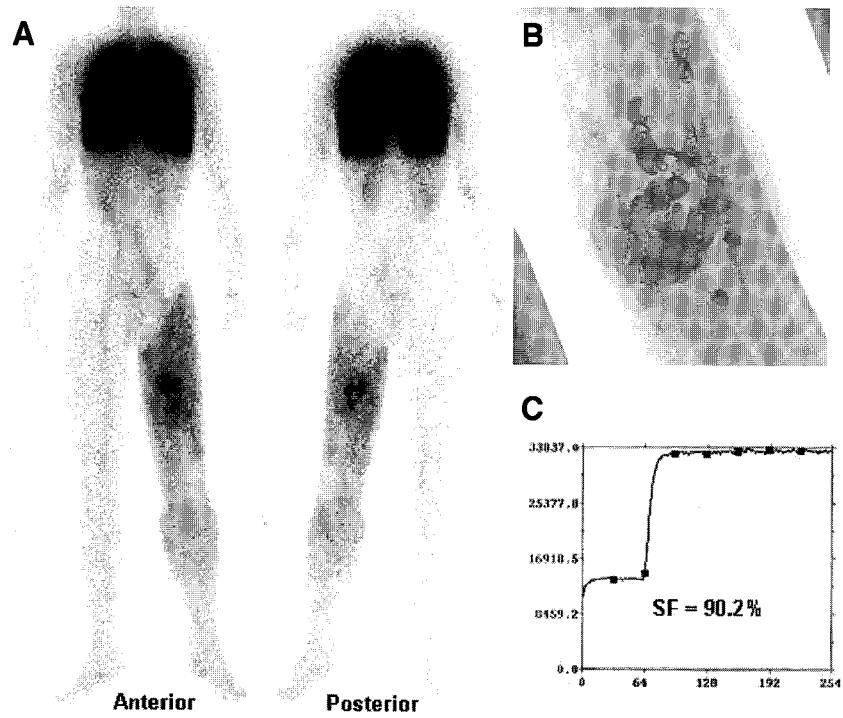 A
B
Anterior
Posterior
C
33837.0
25377.8
16918.5
8459.2
0.0
SF = 90.2%
0 64 128 192 254